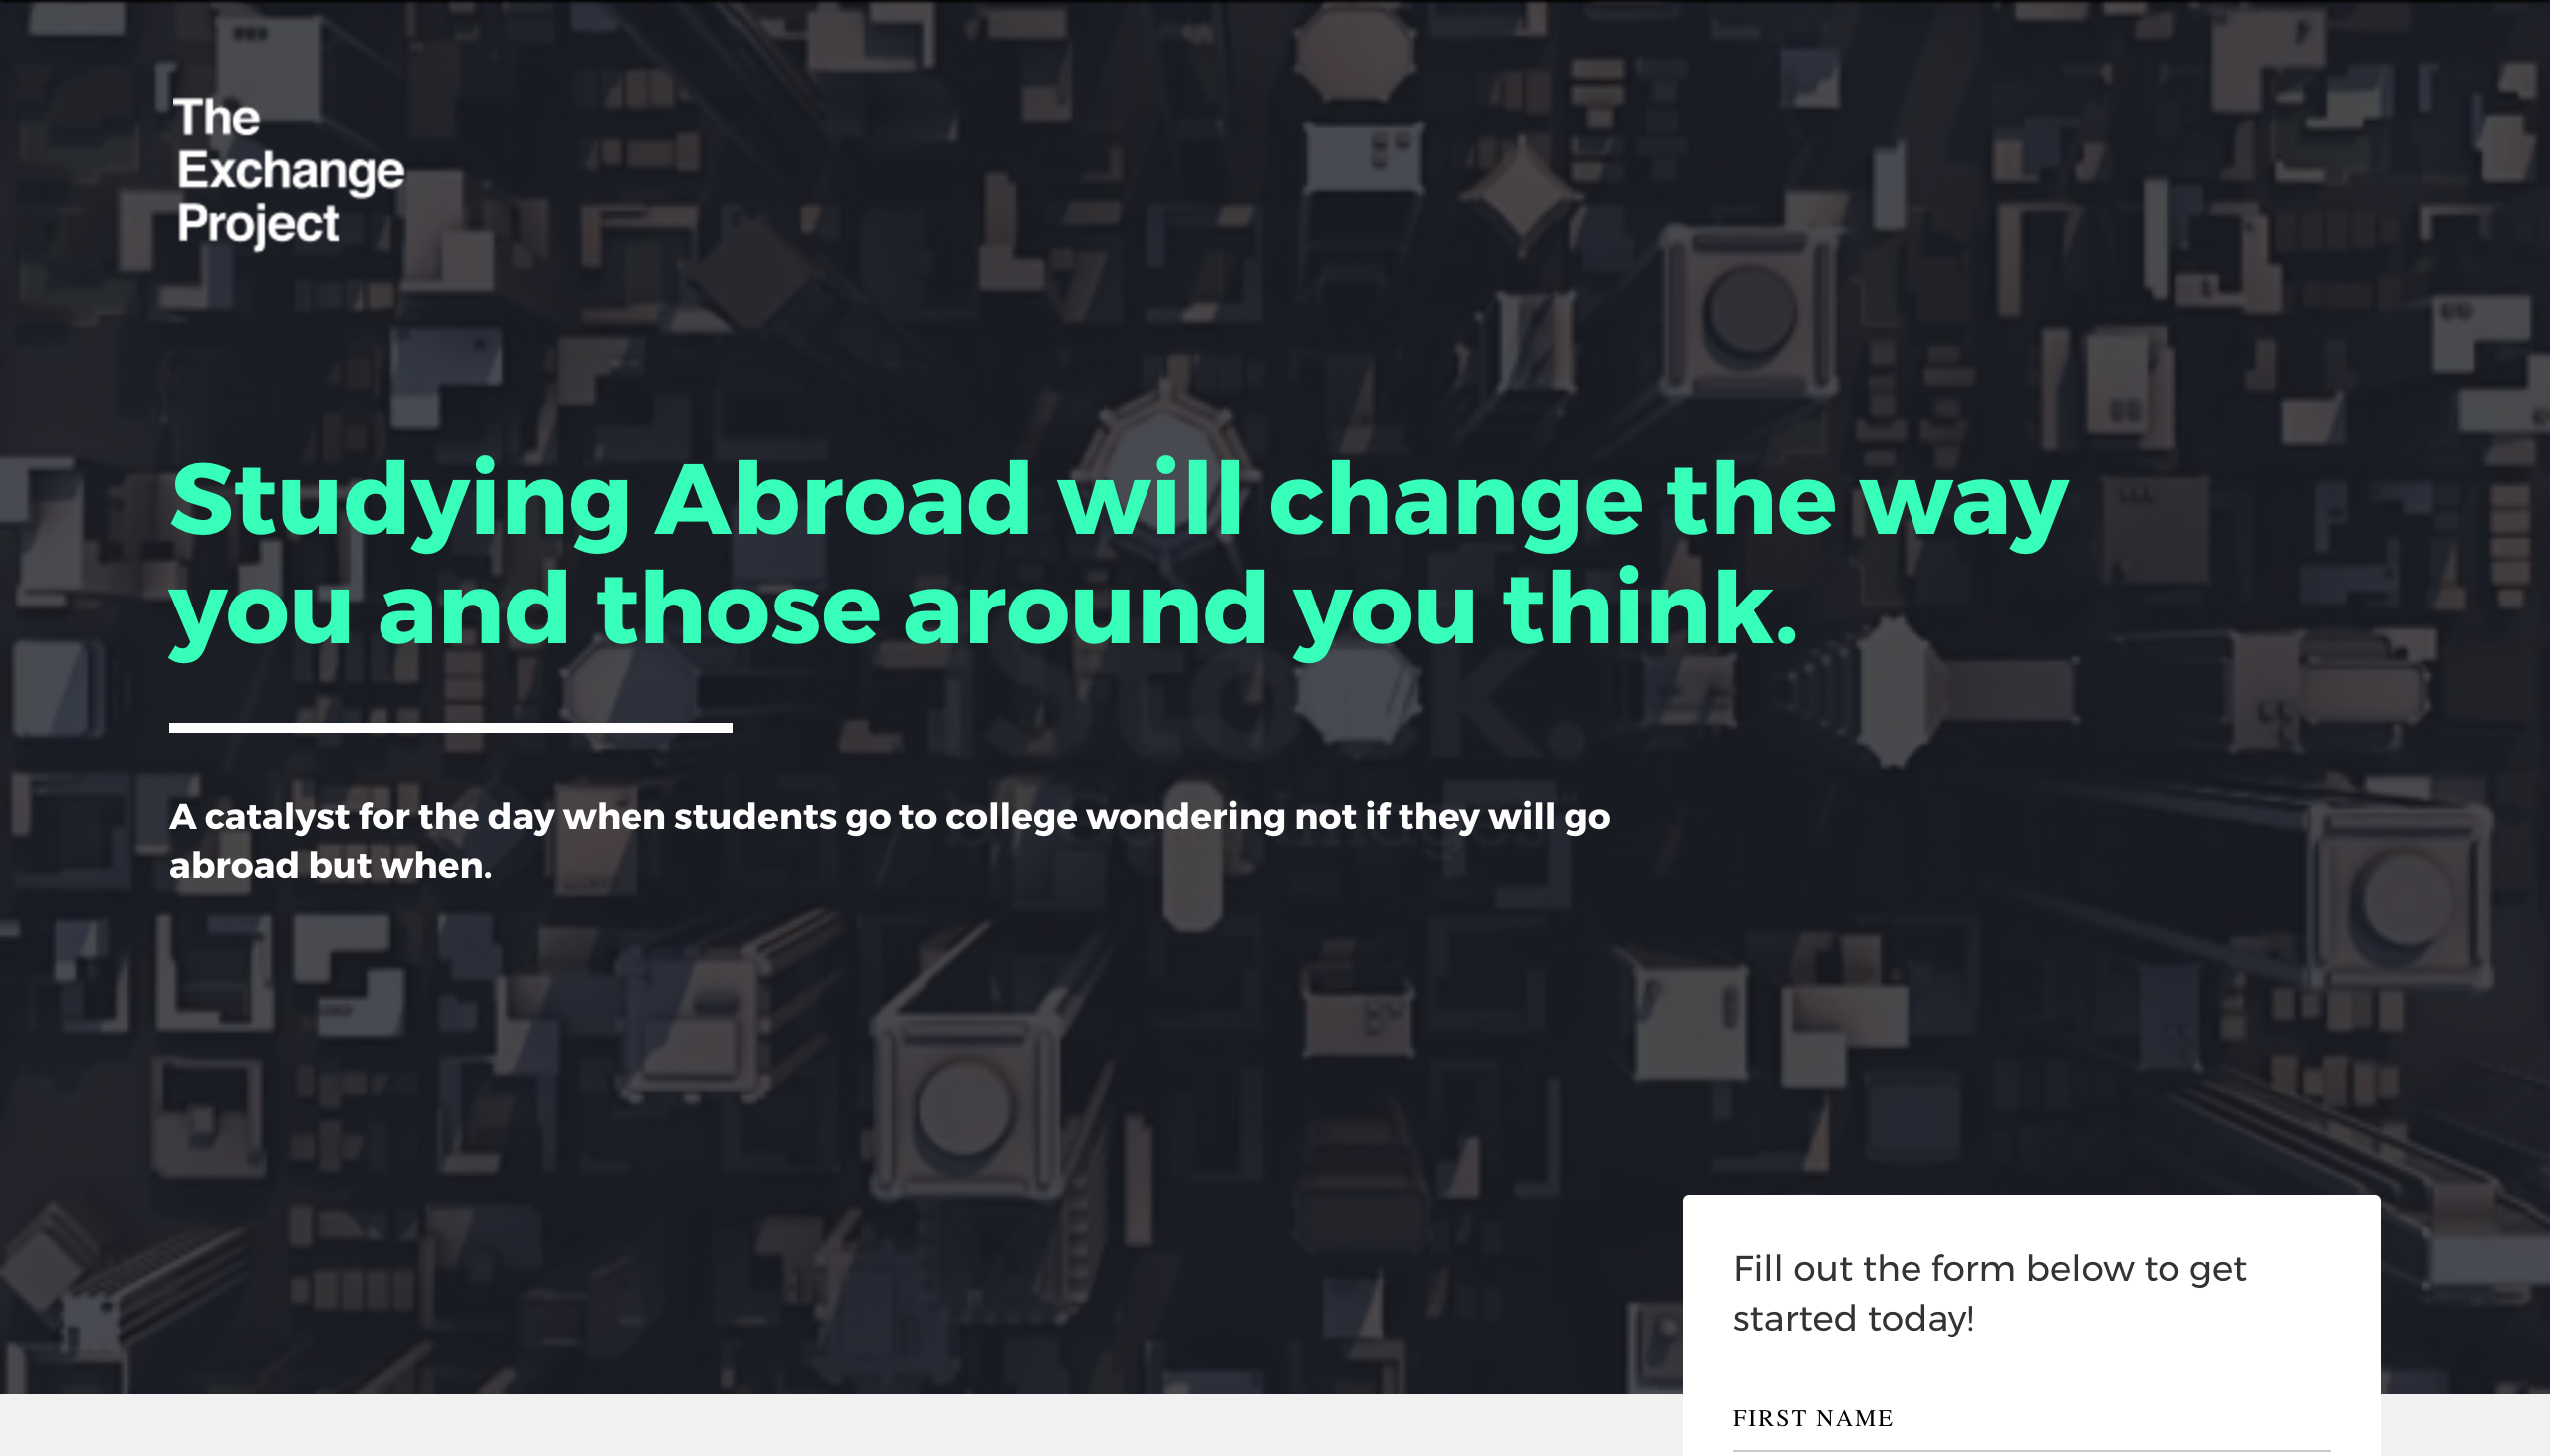 The
Exchange
Project
Studying Abroad will change the way
you and those around you think.
iStock.
A catalyst for the day when students go to college wondering not if they will go
abroad but when.
Fill out the form below to get
started today!
FIRST NAME